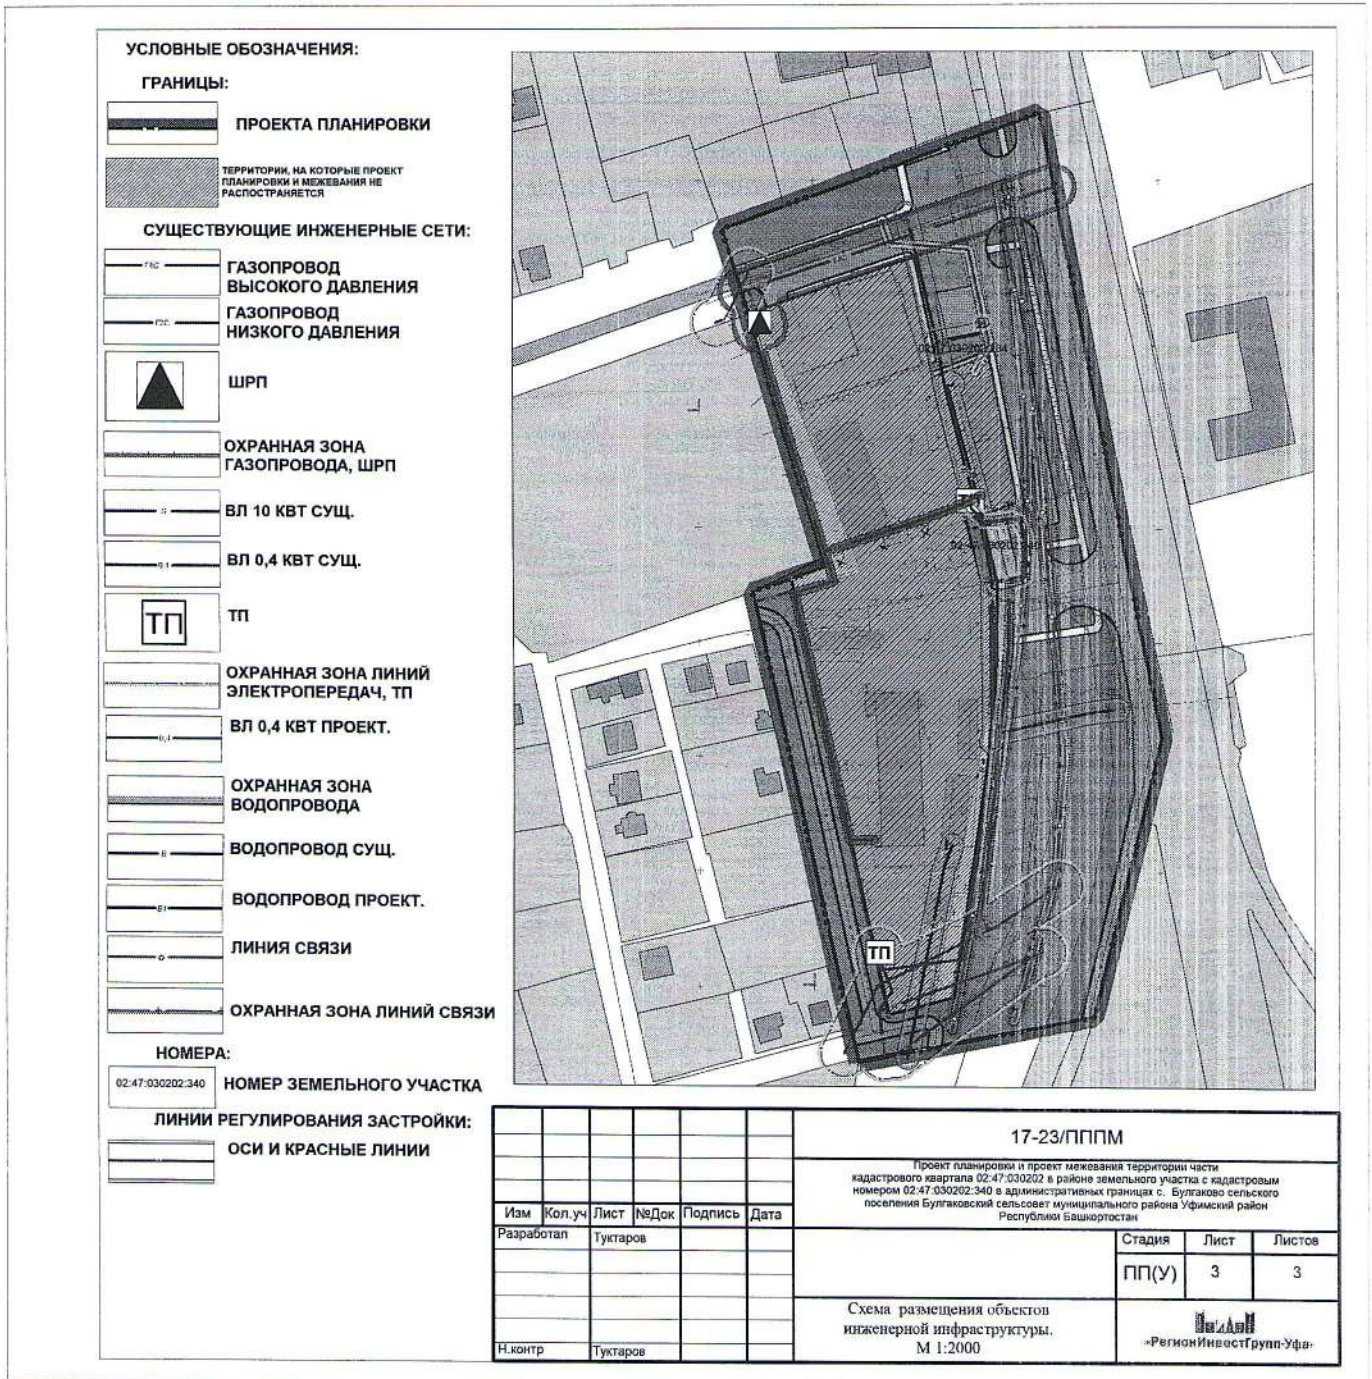 УСЛОВНЫЕ ОБОЗНАЧЕНИЯ:
ГРАНИЦЫ:
ПРОЕКТА ПЛАНИРОВКИ
ТЕРРИТОРИИ, НА КОТОРЫЕ ПРОЕКТ
ПЛАНИРОВКИ И МЕЖЕВАНИЯ НЕ
РАСПОСТРАНЯЕТСЯ
СУЩЕСТВУЮЩИЕ ИНЖЕНЕРНЫЕ СЕТИ:
ГАЗОПРОВОД
ВЫСОКОГО ДАВЛЕНИЯ
ГАЗОПРОВОД
НИЗКОГО ДАВЛЕНИЯ
ШРП
ОХРАННАЯ ЗОНА
ГАЗОПРОВОДА, ШРП
ВЛ 10 КВТ СУЩ.
ВЛ 0,4 КВТ СУЩ.
ТП
ТП
ОХРАННАЯ ЗОНА ЛИНИЙ
ЭЛЕКТРОПЕРЕДАЧ, ТП
ВЛ 0,4 КВТ ПРОЕКТ.
ОХРАННАЯ ЗОНА
ВОДОПРОВОДА
В
ВОДОПРОВОД СУЩ.
ВОДОПРОВОД ПРОЕКТ.
ЛИНИЯ СВЯЗИ
ОХРАННАЯ ЗОНА ЛИНИЙ СВЯЗИ
НОМЕРА:
02:47:030202:340
НОМЕР ЗЕМЕЛЬНОГО УЧАСТКА
ЛИНИИ РЕГУЛИРОВАНИЯ ЗАСТРОЙКИ:
ОСИ И КРАСНЫЕ ЛИНИИ
ТП
17-23/ПППМ
Проект планировки и проект межевания территории части
кадастрового квартала 02:47:030202 в районе земельного участка с кадастровым
номером 02:47:030202:340 в административных границах с. Булгаково сельского
поселения Булгаковский сельсовет муниципального района Уфимский район
Республики Башкортостан
Изм Кол.уч Лист №Док Подпись Дата
Разработал Туктаров
Стадия Лист Листов
ПП(У) 3 3
Схема размещения объектов
инженерной инфраструктуры.
М 1:2000
Н.контр Туктаров
«РегионИнвестГрупп-Уфа»